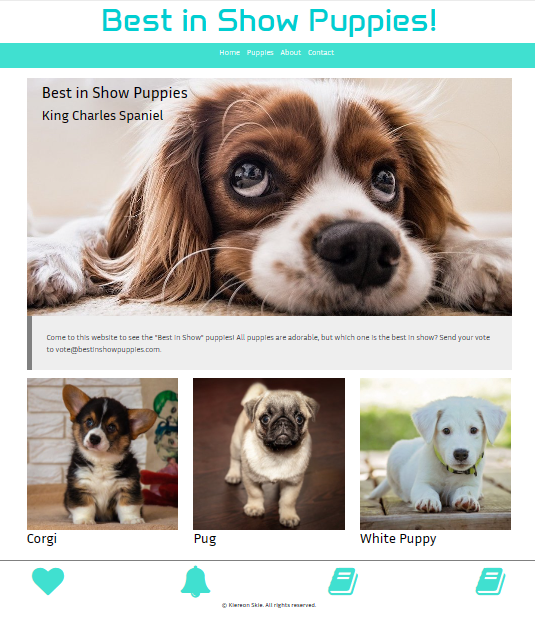 Best in Show Puppies!
Home Puppies About Contact
Best in Show Puppies
King Charles Spaniel
Come to this website to see the "Best in Show" puppies! All puppies are adorable, but which one is the best in show? Send your vote
to vote@bestinshowpuppies.com.
Corgi Pug White Puppy
© Kiereon Skie. All rights reserved.